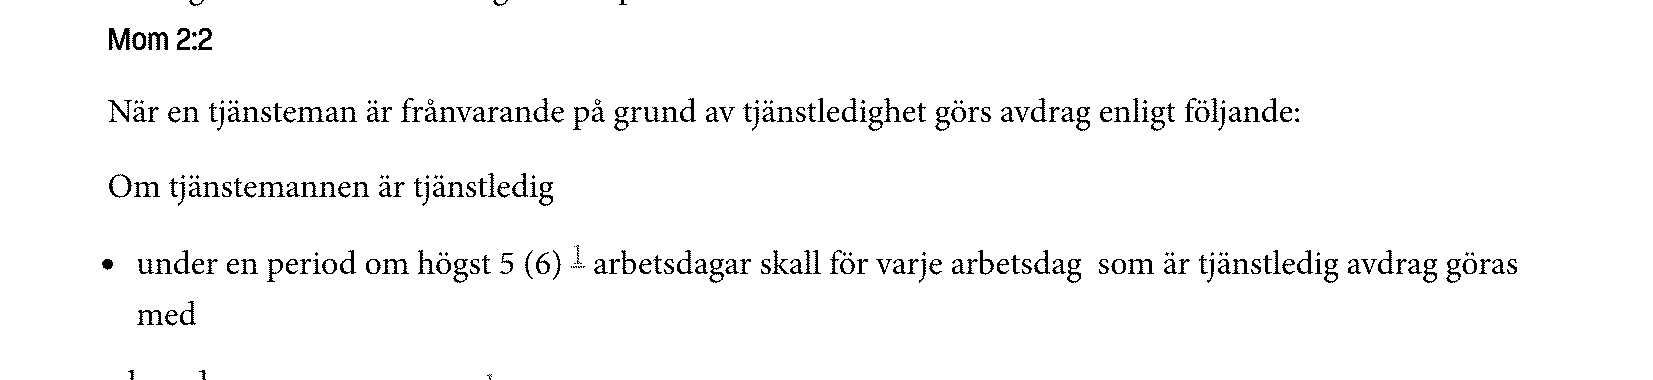 Mom 2:2
När en tjänsteman är frånvarande på grund av tjänstledighet görs avdrag enligt följande:
Om tjänstemannen är tjänstledig
• under en period om högst 5 (6) 1 arbetsdagar skall för varje arbetsdag som är tjänstledig avdrag göras
med